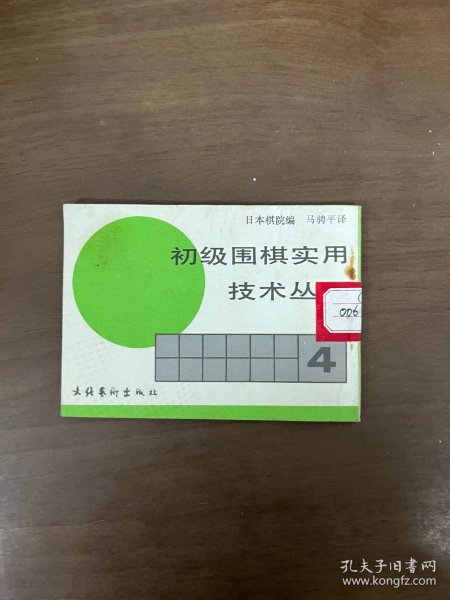 日本棋院编 马骋平译
初级围棋实用
技术丛
006
4
文化艺术出版社
孔夫子旧书网
www.kongfz.com